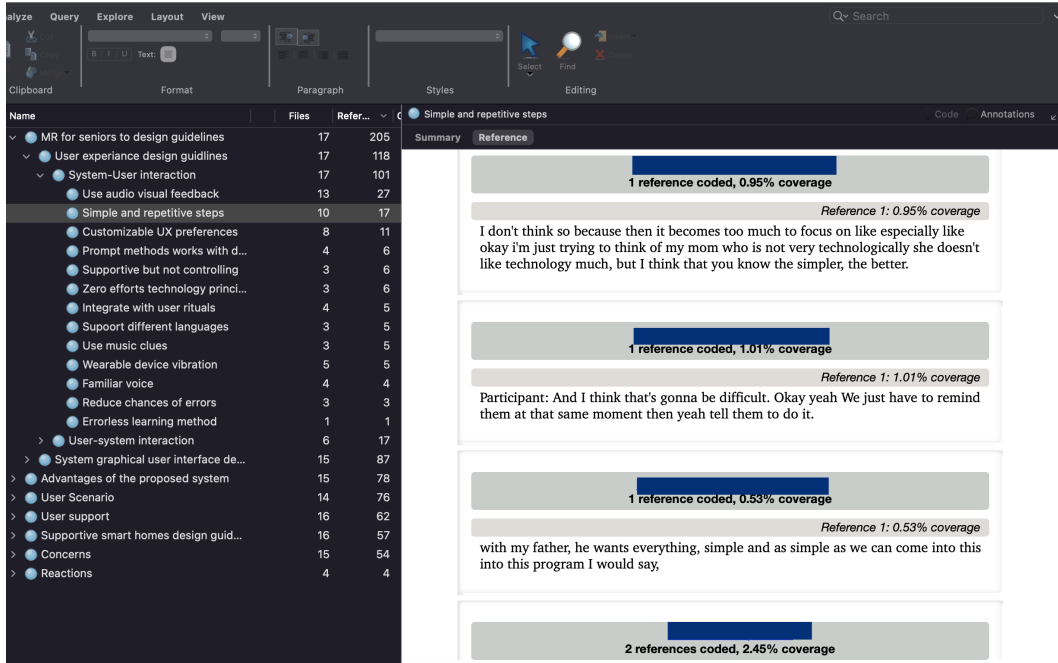 alyze Query Explore Layout View
Search
Cut
Copy
Merge
B I U Text:
Select
Find
Clipboard Format Paragraph Styles Editing
Name Files Refer...
Simple and repetitive steps Code Annotations
Summary Reference
MR for seniors to design guidelines 17 205
User experiance design guidlines 17 118
System-User interaction 17 101
Use audio visual feedback 13 27
Simple and repetitive steps 10 17
Customizable UX preferences 8 11
Prompt methods works with d... 4 6
Supportive but not controlling 3 6
Zero efforts technology princi... 3 6
Integrate with user rituals 4 5
Supoort different languages 3 5
Use music clues 3 5
Wearable device vibration 5 5
Familiar voice 4 4
Reduce chances of errors 3 3
Errorless learning method 1 1
User-system interaction 6 17
System graphical user interface de... 15 87
Advantages of the proposed system 15 78
User Scenario 14 76
User support 16 62
Supportive smart homes design guid... 16 57
Concerns 15 54
Reactions 4 4
1 reference coded, 0.95% coverage
Reference 1: 0.95% coverage
I don't think so because then it becomes too much to focus on like especially like
okay i'm just trying to think of my mom who is not very technologically she doesn't
like technology much, but I think that you know the simpler, the better.
1 reference coded, 1.01% coverage
Reference 1: 1.01% coverage
Participant: And I think that's gonna be difficult. Okay yeah We just have to remind
them at that same moment then yeah tell them to do it.
1 reference coded, 0.53% coverage
Reference 1: 0.53% coverage
with my father, he wants everything, simple and as simple as we can come into this
into this program I would say,
2 references coded, 2.45% coverage